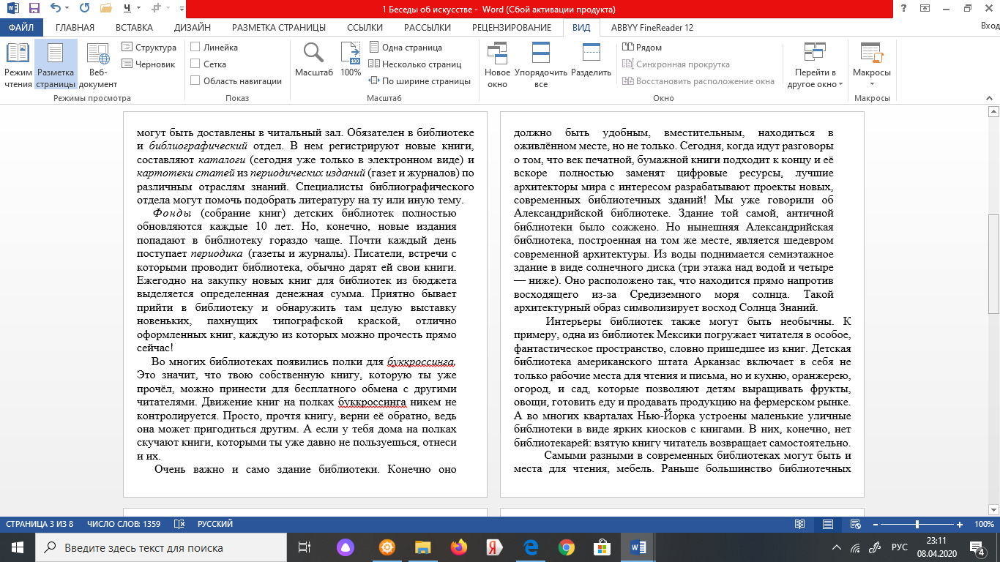 1 Беседы об искусстве - Word (Сбой активации продукта)
ФАЙЛ ГЛАВНАЯ ВСТАВКА ДИЗАЙН РАЗМЕТКА СТРАНИЦЫ ССЫЛКИ РАССЫЛКИ РЕЦЕНЗИРОВАНИЕ ВИД ABBYY FineReader 12 Вход
Режим чтения
Разметка страницы
Веб-документ
Структура
Черновик
Режимы просмотра
Линейка
Сетка
Область навигации
Показ
Масштаб
100%
Одна страница
Несколько страниц
По ширине страницы
Масштаб
Новое окно
Упорядочить все
Разделить
Рядом
Синхронная прокрутка
Восстановить расположение окна
Перейти в другое окно
Окно
Макросы
Макросы
могут быть доставлены в читальный зал. Обязателен в библиотеке
и библиографический отдел. В нем регистрируют новые книги,
составляют каталоги (сегодня уже только в электронном виде) и
картотеки статей из периодических изданий (газет и журналов) по
различным отраслям знаний. Специалисты библиографического
отдела могут помочь подобрать литературу на ту или иную тему.
Фонды (собрание книг) детских библиотек полностью
обновляются каждые 10 лет. Но, конечно, новые издания
попадают в библиотеку гораздо чаще. Почти каждый день
поступает периодика (газеты и журналы). Писатели, встречи с
которыми проводит библиотека, обычно дарят ей свои книги.
Ежегодно на закупку новых книг для библиотек из бюджета
выделяется определенная денежная сумма. Приятно бывает
прийти в библиотеку и обнаружить там целую выставку
новеньких, пахнущих типографской краской, отлично
оформленных книг, каждую из которых можно прочесть прямо
сейчас!
Во многих библиотеках появились полки для буккроссинга.
Это значит, что твою собственную книгу, которую ты уже
прочёл, можно принести для бесплатного обмена с другими
читателями. Движение книг на полках буккроссинга никем не
контролируется. Просто, прочтя книгу, верни её обратно, ведь
она может пригодиться другим. А если у тебя дома на полках
скучают книги, которыми ты уже давно не пользуешься, отнеси
и их.
Очень важно и само здание библиотеки. Конечно оно
должно быть удобным, вместительным, находиться в
оживлённом месте, но не только. Сегодня, когда идут разговоры
о том, что век печатной, бумажной книги подходит к концу и её
вскоре полностью заменят цифровые ресурсы, лучшие
архитекторы мира с интересом разрабатывают проекты новых,
современных библиотечных зданий! Мы уже говорили об
Александрийской библиотеке. Здание той самой, античной
библиотеки было сожжено. Но нынешняя Александрийская
библиотека, построенная на том же месте, является шедевром
современной архитектуры. Из воды поднимается семиэтажное
здание в виде солнечного диска (три этажа над водой и четыре
— ниже). Оно расположено так, что находится прямо напротив
восходящего из-за Средиземного моря солнца. Такой
архитектурный образ символизирует восход Солнца Знаний.
Интерьеры библиотек также могут быть необычны. К
примеру, одна из библиотек Мексики погружает читателя в особое,
фантастическое пространство, словно пришедшее из книг. Детская
библиотека американского штата Арканзас включает в себя не
только рабочие места для чтения и письма, но и кухню, оранжерею,
огород, и сад, которые позволяют детям выращивать фрукты,
овощи, готовить еду и продавать продукцию на фермерском рынке.
А во многих кварталах Нью-Йорка устроены маленькие уличные
библиотеки в виде ярких киосков с книгами. В них, конечно, нет
библиотекарей: взятую книгу читатель возвращает самостоятельно.
Самыми разными в современных библиотеках могут быть и
места для чтения, мебель. Раньше большинство библиотечных
СТРАНИЦА 3 ИЗ 8 ЧИСЛО СЛОВ: 1359 РУССКИЙ 100%
Введите здесь текст для поиска
РУС
23:11
08.04.2020
4